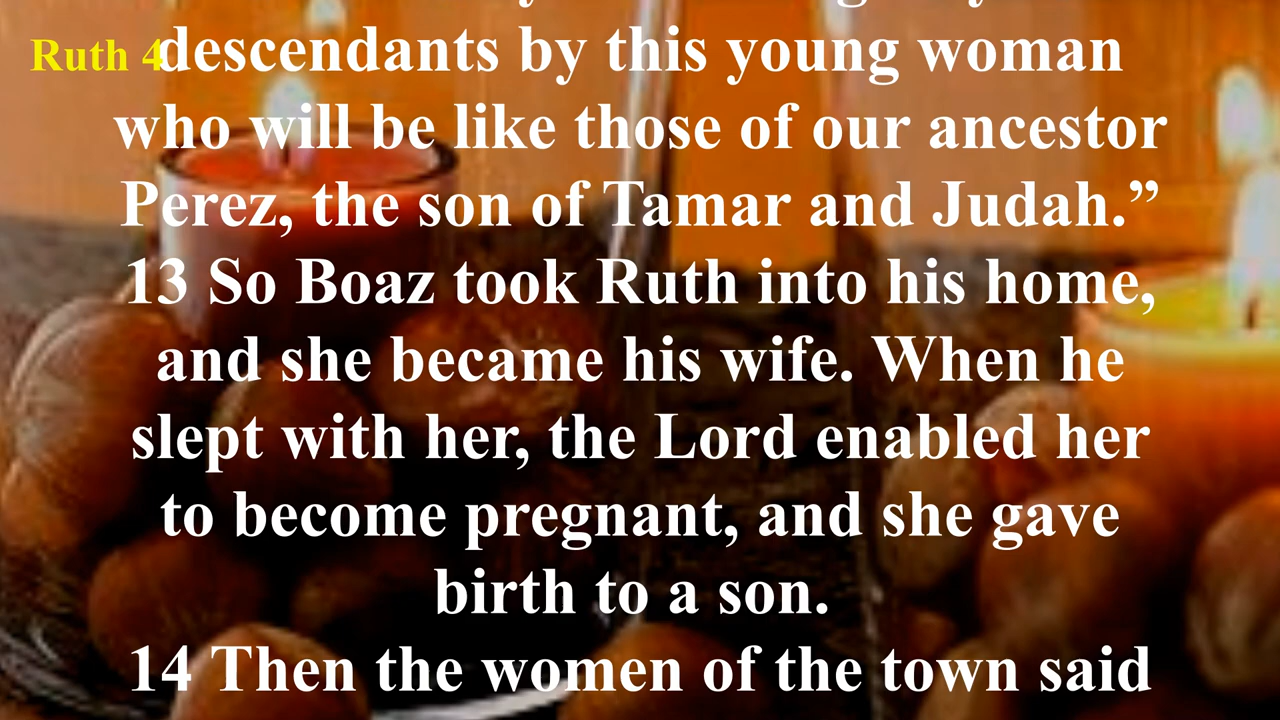 Ruth 4
descendants by this young woman
who will be like those of our ancestor
Perez, the son of Tamar and Judah.”
13 So Boaz took Ruth into his home,
and she became his wife. When he
slept with her, the Lord enabled her
to become pregnant, and she gave
birth to a son.
14 Then the women of the town said